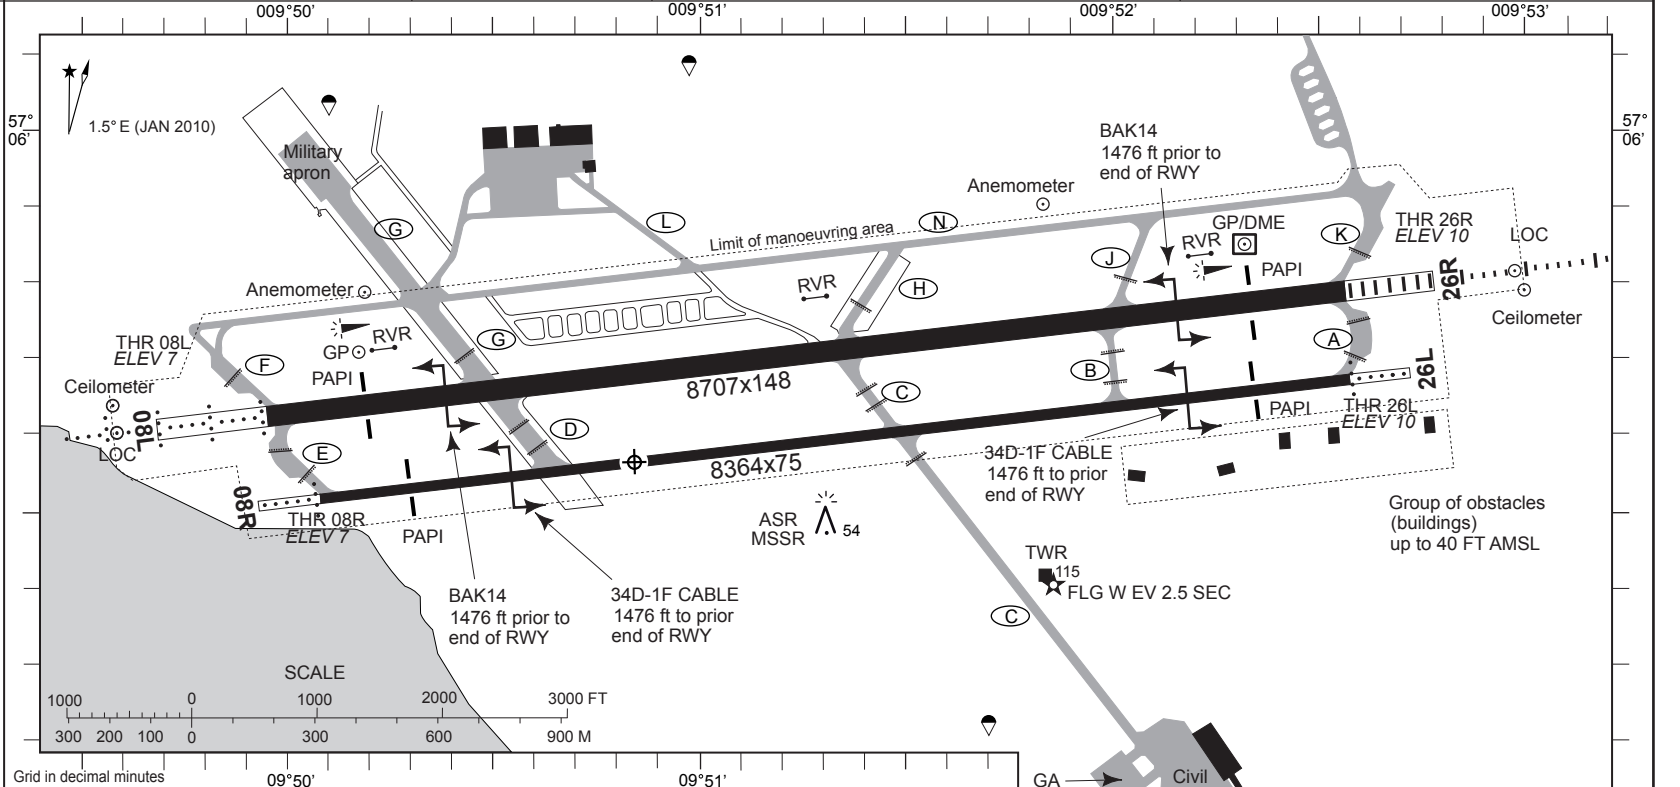 009°50’
009°51’
009°52’
009°53’
57°
06’
57°
06’
1.5° E (JAN 2010)
Military
apron
BAK14
1476 ft prior to
end of RWY
Anemometer
G
L
N
Limit of manoeuvring area
J
RVR
GP/DME
K
THR 26R
ELEV 10
LOC
PAPI
26R
Anemometer
RVR
H
Ceilometer
THR 08L
ELEV 7
GP
RVR
G
F
PAPI
A
B
26L
Ceilometer
8707x148
C
PAPI
THR 26L
ELEV 10
08L
LOC
D
E
34D-1F CABLE
1476 ft to prior
end of RWY
8364x75
08R
THR 08R
ELEV 7
PAPI
ASR
MSSR
54
Group of obstacles
(buildings)
up to 40 FT AMSL
TWR
115
FLG W EV 2.5 SEC
BAK14
1476 ft prior to
end of RWY
34D-1F CABLE
1476 ft to prior
end of RWY
C
SCALE
1000 0 1000 2000 3000 FT
300 200 100 0 300 600 900 M
Grid in decimal minutes
009°50’
009°51’
GA
Civil